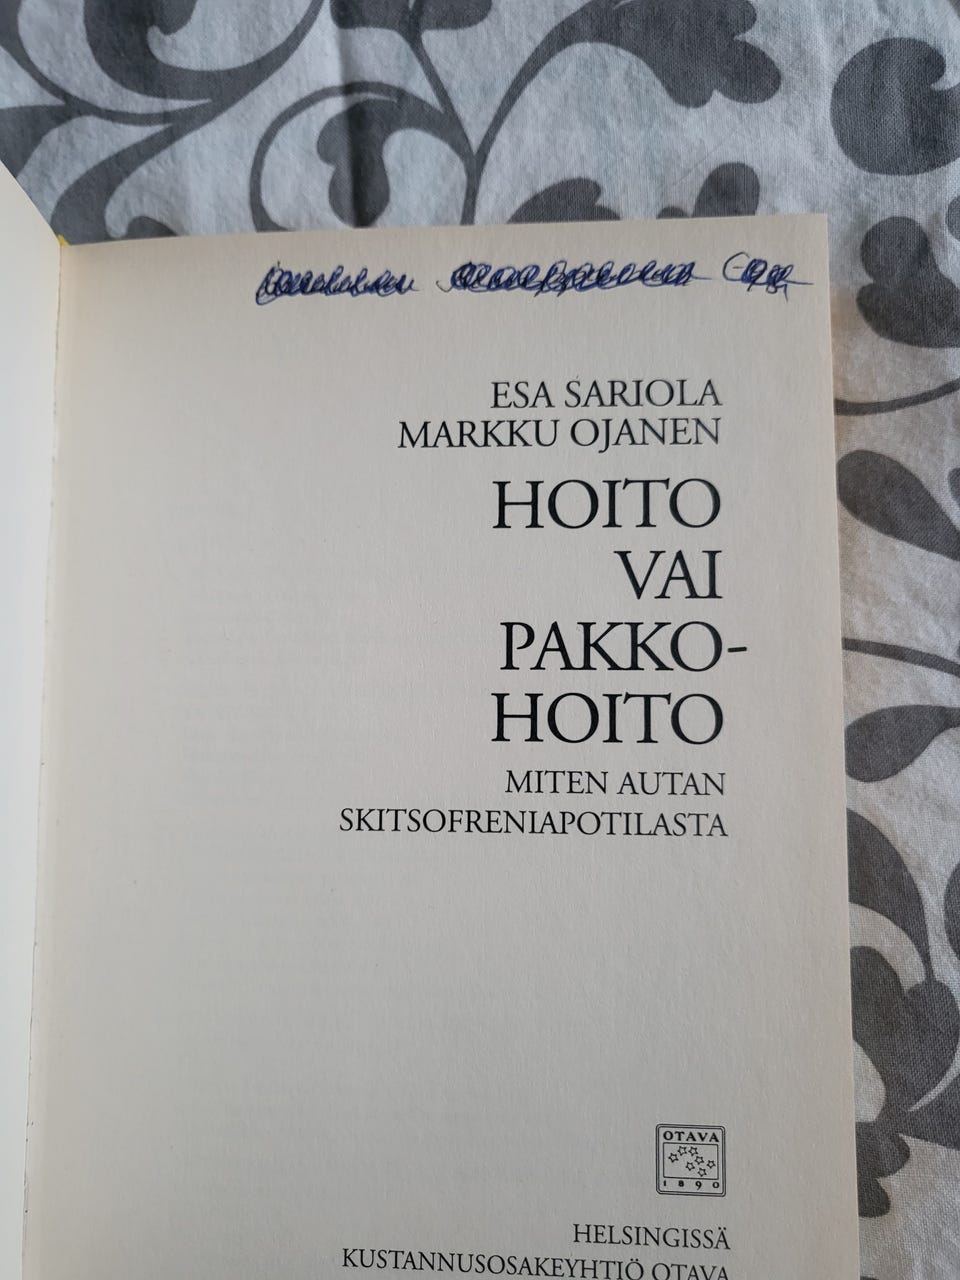 ESA SARIOLA
MARKKU OJANEN
HOITO
VAI
PAKKO-
HOITO
MITEN AUTAN
SKITSOFRENIAPOTILASTA
OTAVA
1890
HELSINGISSÄ
KUSTANNUSOSAKEYHTIÖ OTAVA